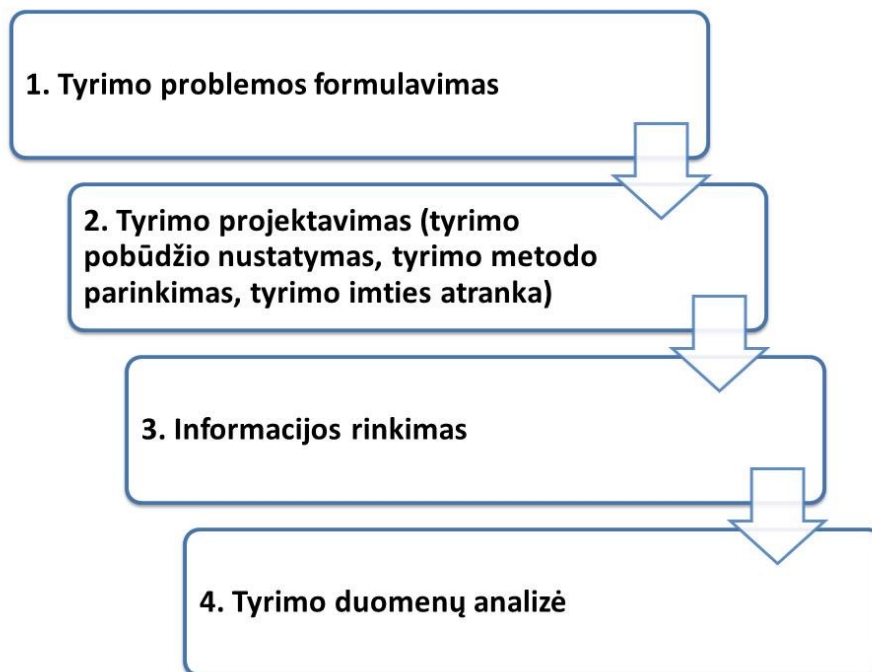 1. Tyrimo problemos formulavimas
2. Tyrimo projektavimas (tyrimo
pobūdžio nustatymas, tyrimo metodo
parinkimas, tyrimo imties atranka)
3. Informacijos rinkimas
4. Tyrimo duomenų analizė